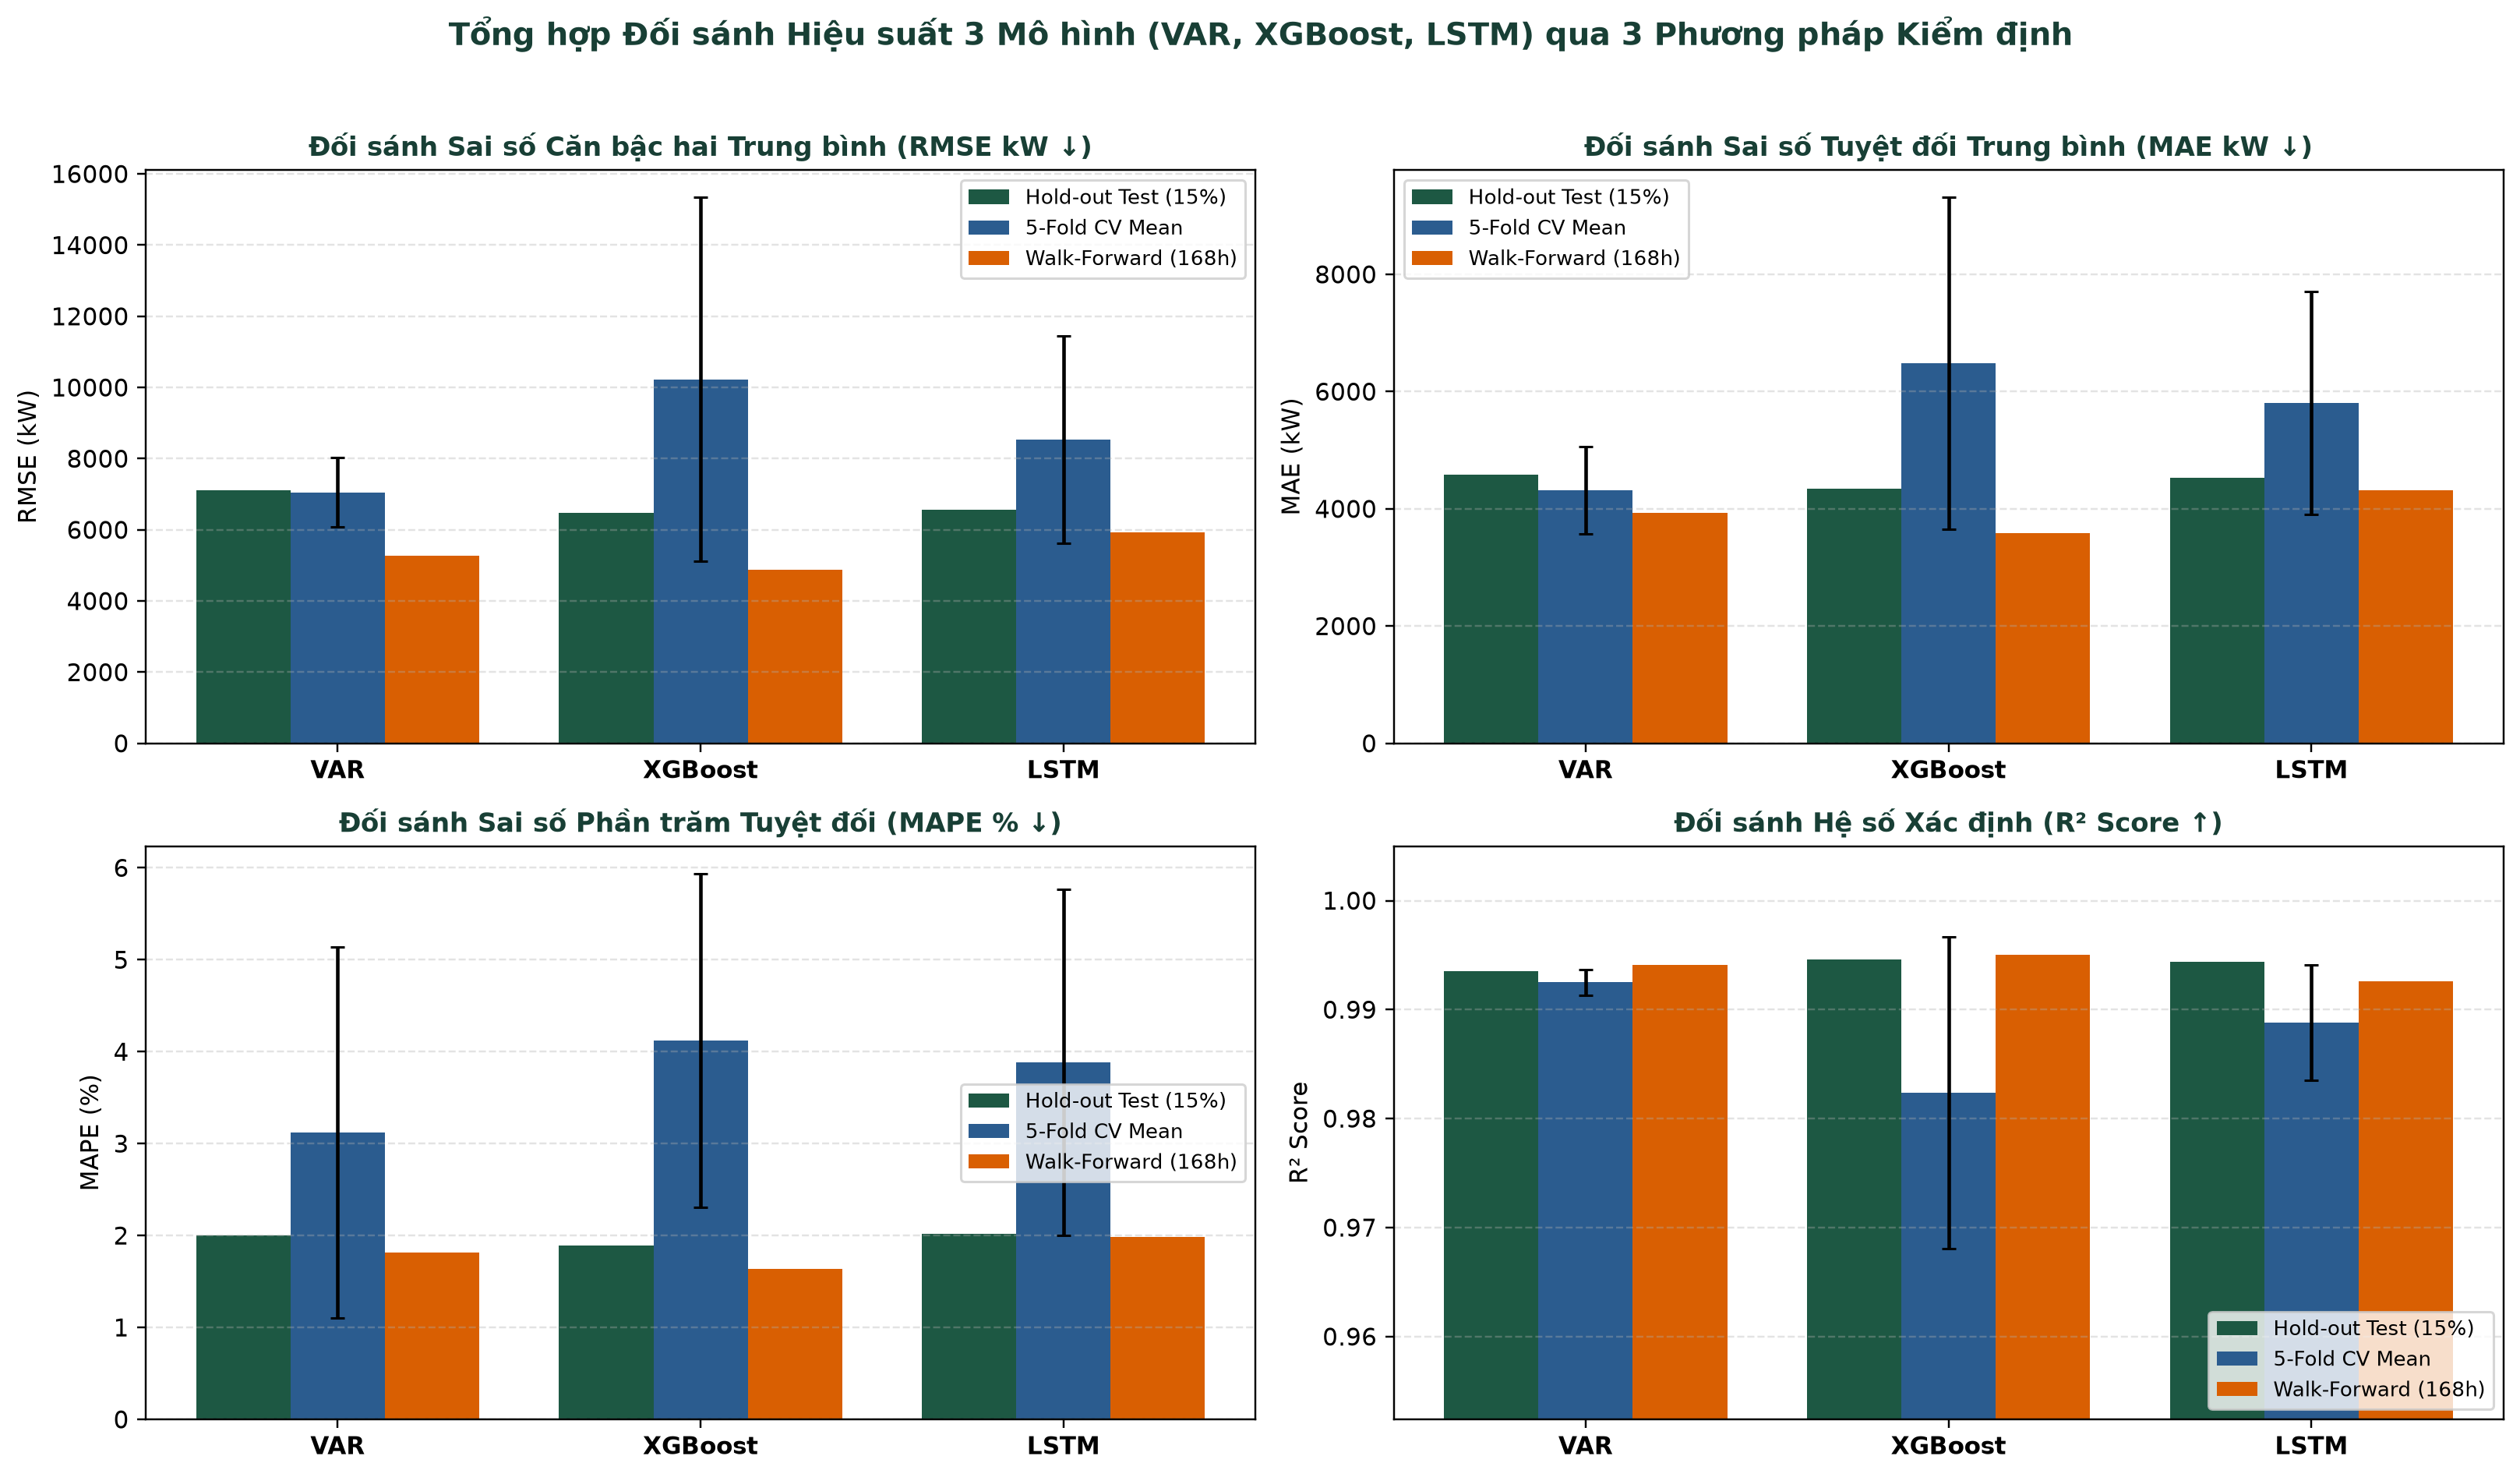 Tổng hợp Đối sánh Hiệu suất 3 Mô hình (VAR, XGBoost, LSTM) qua 3 Phương pháp Kiểm định
Đối sánh Sai số Căn bậc hai Trung bình (RMSE kW ↓)
16000
14000
12000
10000
8000
6000
4000
2000
0
RMSE (kW)
Hold-out Test (15%)
5-Fold CV Mean
Walk-Forward (168h)
VAR
XGBoost
LSTM
Đối sánh Sai số Tuyệt đối Trung bình (MAE kW ↓)
8000
6000
4000
2000
0
MAE (kW)
Hold-out Test (15%)
5-Fold CV Mean
Walk-Forward (168h)
VAR
XGBoost
LSTM
Đối sánh Sai số Phần trăm Tuyệt đối (MAPE % ↓)
6
5
4
3
2
1
0
MAPE (%)
Hold-out Test (15%)
5-Fold CV Mean
Walk-Forward (168h)
VAR
XGBoost
LSTM
Đối sánh Hệ số Xác định (R² Score ↑)
1.00
0.99
0.98
0.97
0.96
R² Score
Hold-out Test (15%)
5-Fold CV Mean
Walk-Forward (168h)
VAR
XGBoost
LSTM